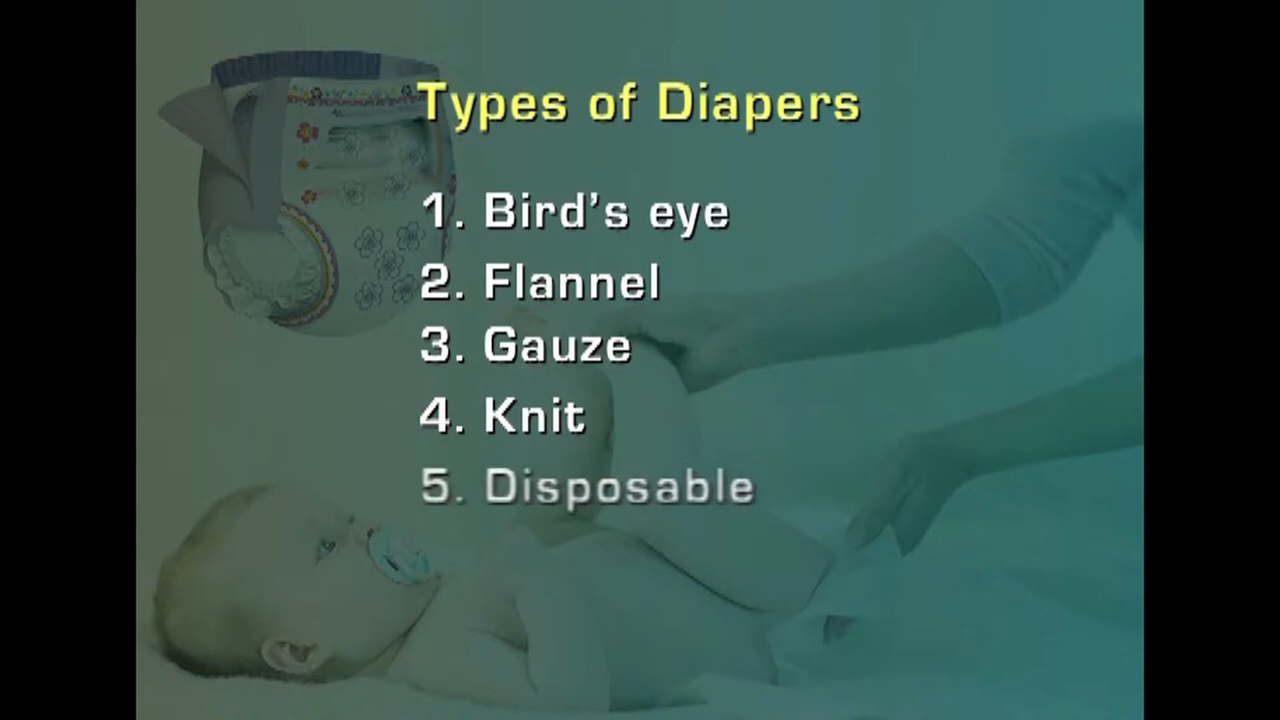 Types of Diapers
1. Bird's eye
2. Flannel
3. Gauze
4. Knit
5. Disposable